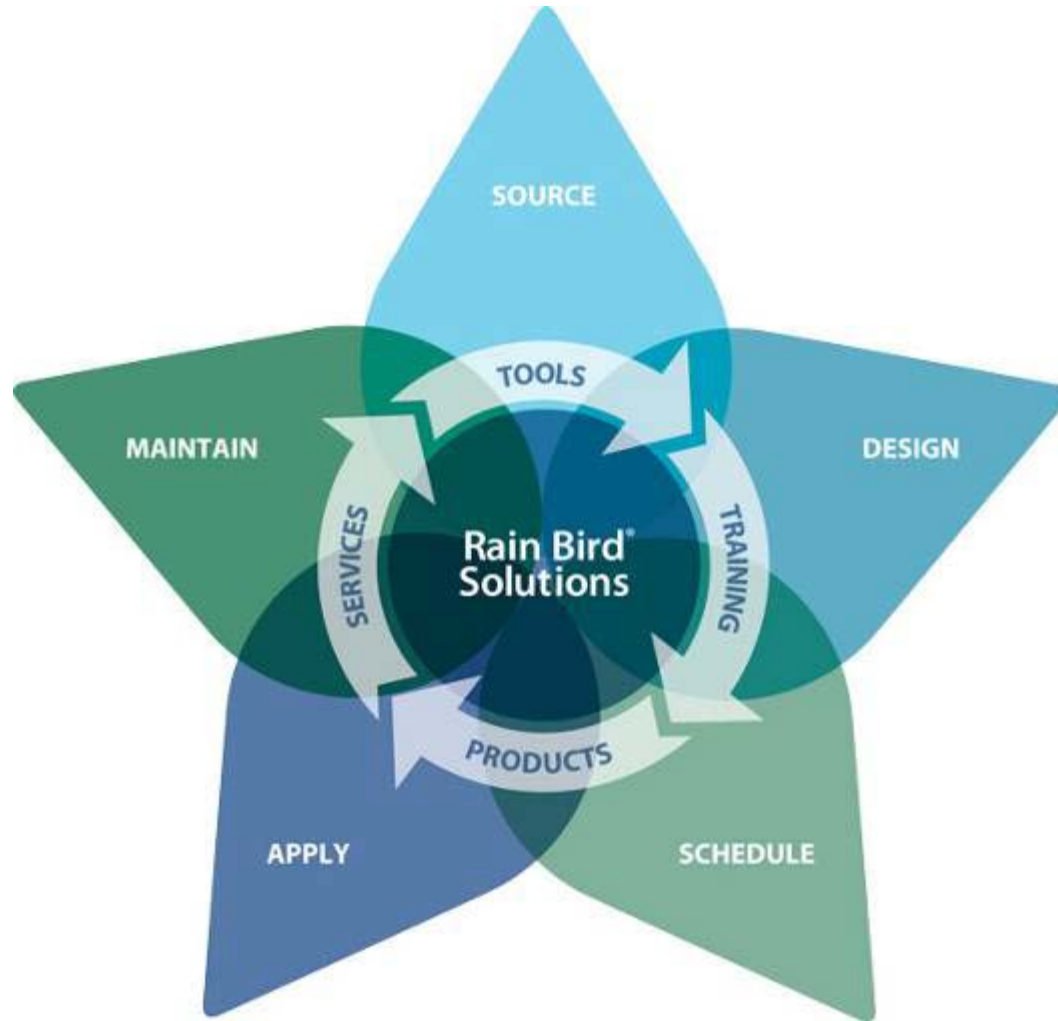 SOURCE
TOOLS
MAINTAIN
DESIGN
SERVICES
Rain Bird®
Solutions
TRAINING
PRODUCTS
APPLY
SCHEDULE